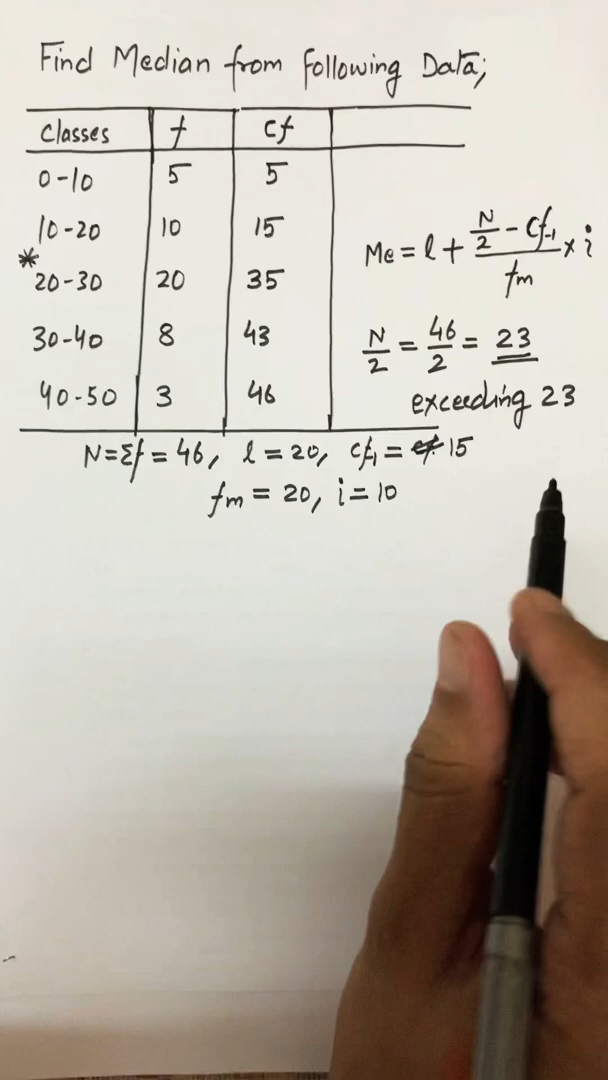 Find Median from following Data;
Classes f cf
0-10 5 5
10-20 10 15
* 20-30 20 35
30-40 8 43
40-50 3 46
Me = l + (N/2 - cf-1)/fm × i
N/2 = 46/2 = 23
exceeding 23
N=Σf = 46, l = 20, cf-1 = 15
fm = 20, i = 10